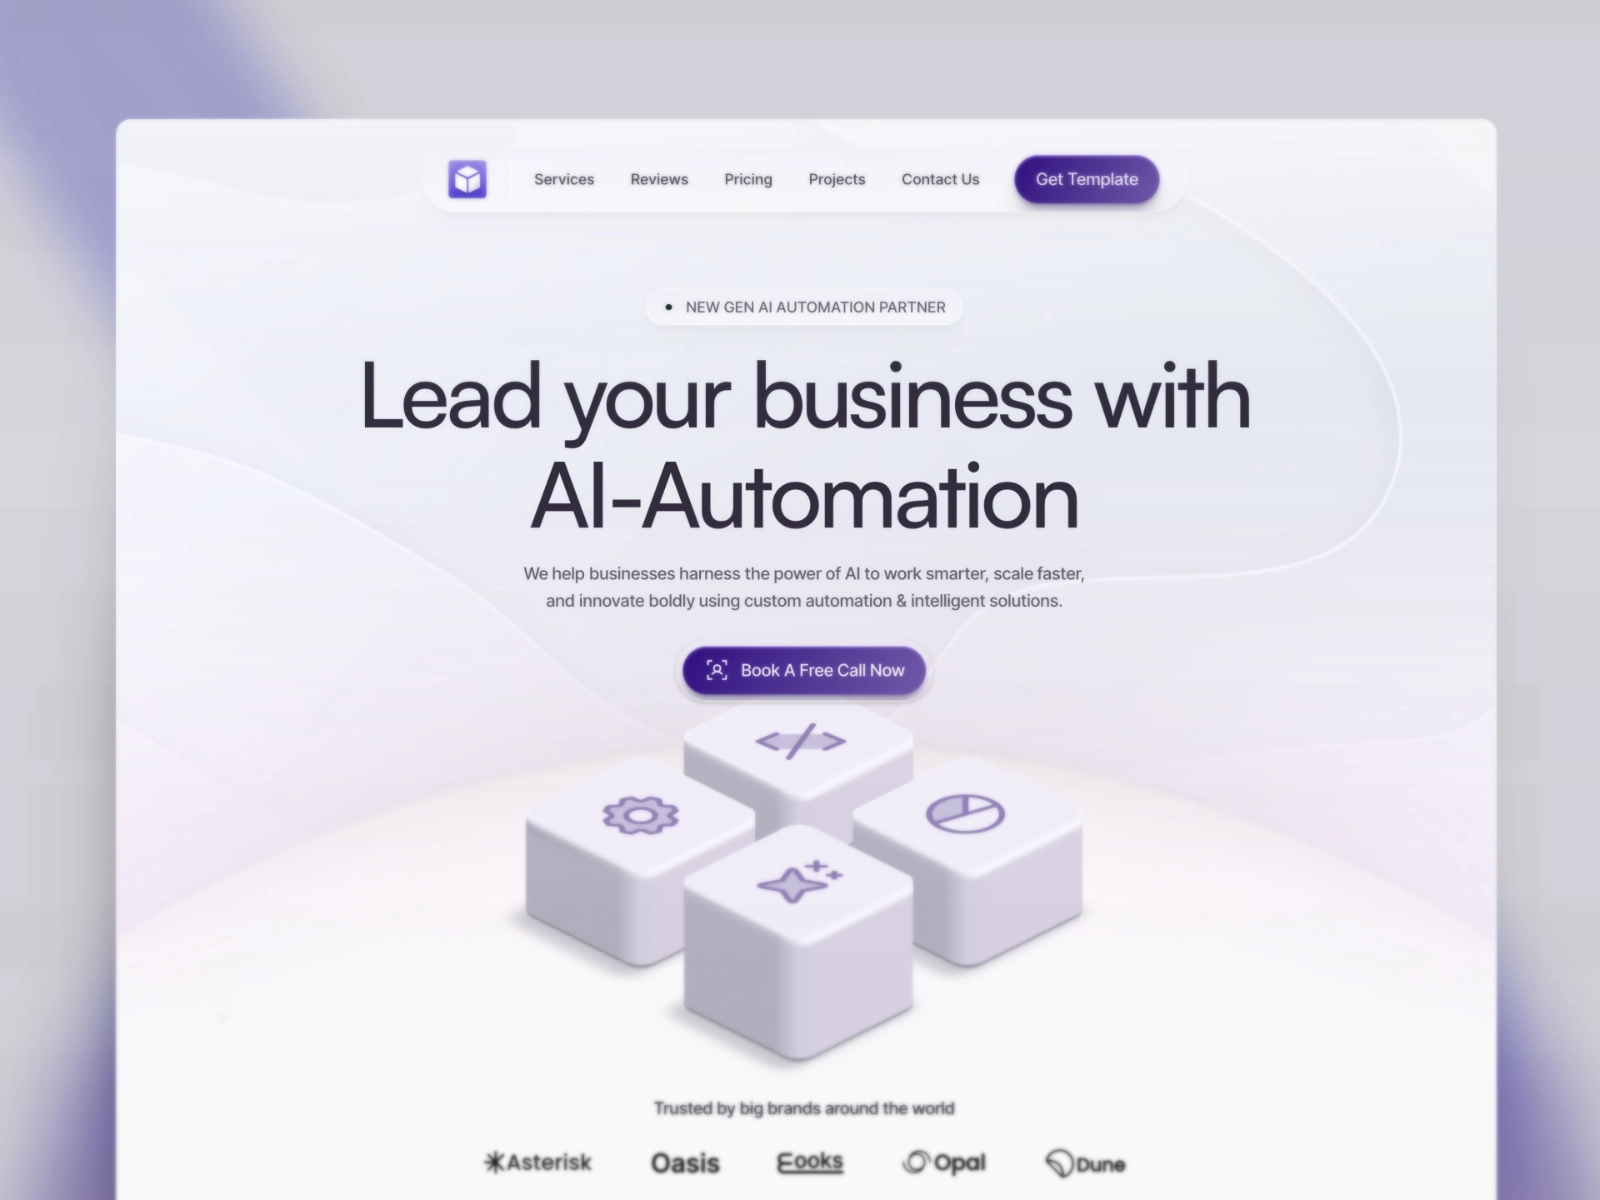 Services Reviews Pricing Projects Contact Us Get Template
NEW GEN AI AUTOMATION PARTNER
Lead your business with
AI-Automation
We help businesses harness the power of AI to work smarter, scale faster,
and innovate boldly using custom automation & intelligent solutions.
Book A Free Call Now
Trusted by big brands around the world
Asterisk Oasis Eooks Opal Dune